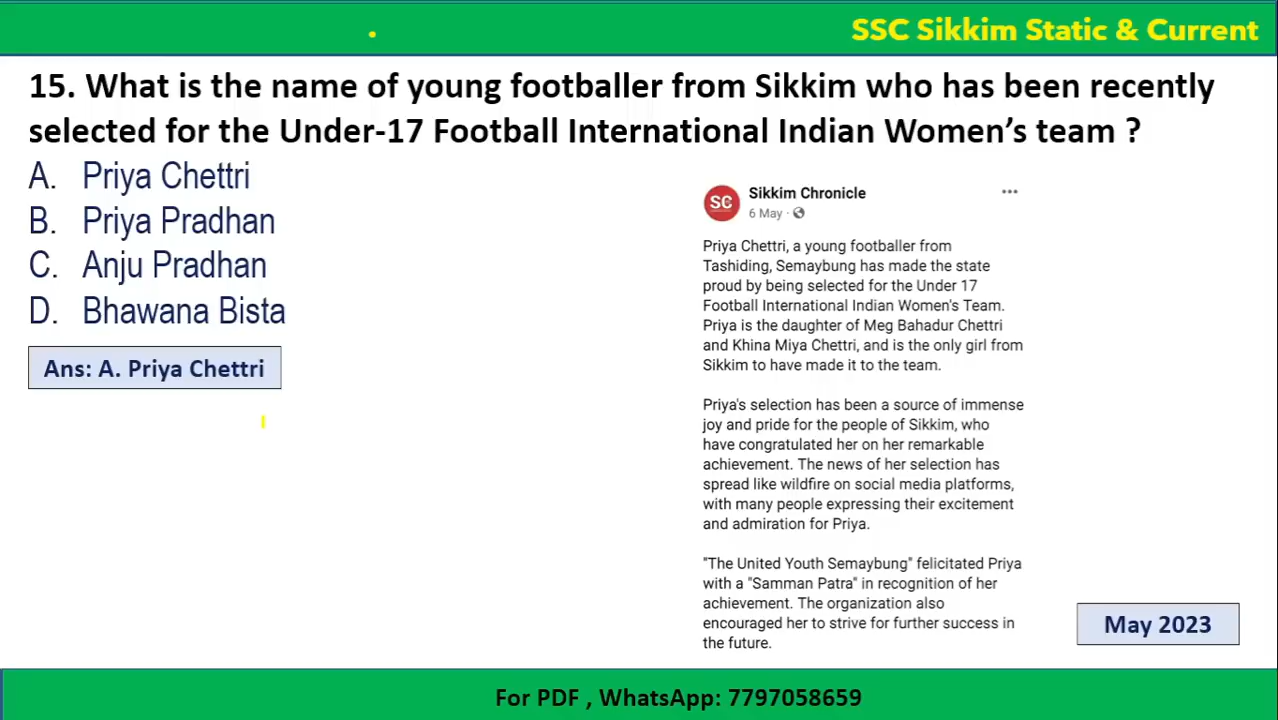 SSC Sikkim Static & Current
15. What is the name of young footballer from Sikkim who has been recently
selected for the Under-17 Football International Indian Women’s team ?
A. Priya Chettri
B. Priya Pradhan
C. Anju Pradhan
D. Bhawana Bista
Ans: A. Priya Chettri
SC
Sikkim Chronicle
6 May ·
Priya Chettri, a young footballer from
Tashiding, Semaybung has made the state
proud by being selected for the Under 17
Football International Indian Women's Team.
Priya is the daughter of Meg Bahadur Chettri
and Khina Miya Chettri, and is the only girl from
Sikkim to have made it to the team.
Priya's selection has been a source of immense
joy and pride for the people of Sikkim, who
have congratulated her on her remarkable
achievement. The news of her selection has
spread like wildfire on social media platforms,
with many people expressing their excitement
and admiration for Priya.
"The United Youth Semaybung" felicitated Priya
with a "Samman Patra" in recognition of her
achievement. The organization also
encouraged her to strive for further success in
the future.
May 2023
For PDF , WhatsApp: 7797058659